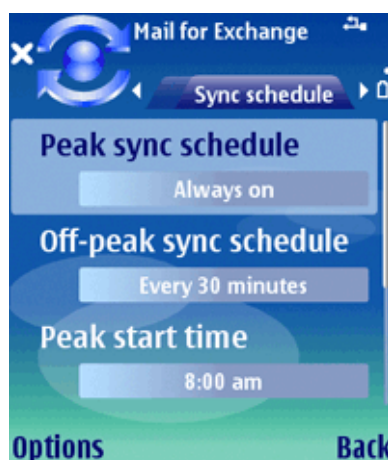 Mail for Exchange
Sync schedule
Peak sync schedule
Always on
Off-peak sync schedule
Every 30 minutes
Peak start time
8:00 am
Options Back